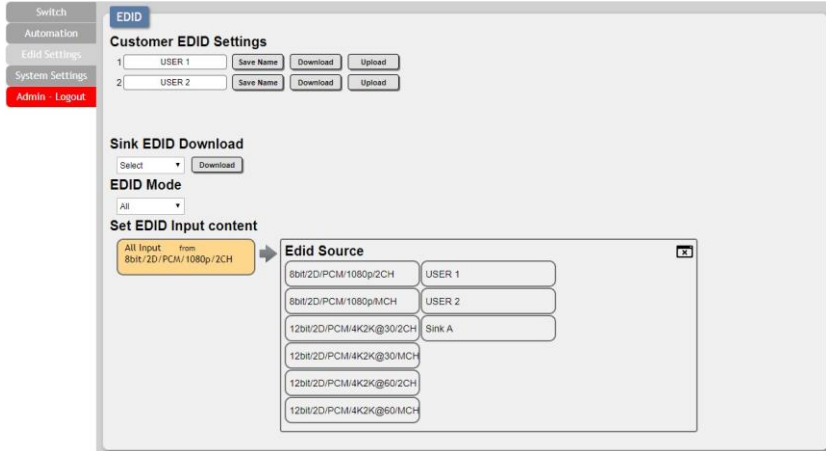 Switch
Automation
Edid Settings
System Settings
Admin - Logout
EDID
Customer EDID Settings
1 USER 1 Save Name Download Upload
2 USER 2 Save Name Download Upload
Sink EDID Download
Select Download
EDID Mode
All
Set EDID Input content
All Input from
8bit/2D/PCM/1080p/2CH
Edid Source
8bit/2D/PCM/1080p/2CH USER 1
8bit/2D/PCM/1080p/MCH USER 2
12bit/2D/PCM/4K2K@30/2CH Sink A
12bit/2D/PCM/4K2K@30/MCH
12bit/2D/PCM/4K2K@60/2CH
12bit/2D/PCM/4K2K@60/MCH